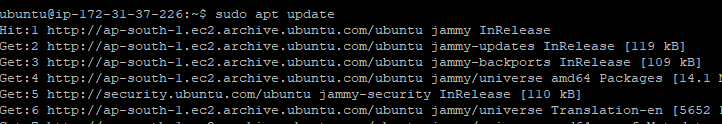 ubuntu@ip-172-31-37-226:~$ sudo apt update
Hit:1 http://ap-south-1.ec2.archive.ubuntu.com/ubuntu jammy InRelease
Get:2 http://ap-south-1.ec2.archive.ubuntu.com/ubuntu jammy-updates InRelease [119 kB]
Get:3 http://ap-south-1.ec2.archive.ubuntu.com/ubuntu jammy-backports InRelease [109 kB]
Get:4 http://ap-south-1.ec2.archive.ubuntu.com/ubuntu jammy/universe amd64 Packages [14.1 M
Get:5 http://security.ubuntu.com/ubuntu jammy-security InRelease [110 kB]
Get:6 http://ap-south-1.ec2.archive.ubuntu.com/ubuntu jammy/universe Translation-en [5652